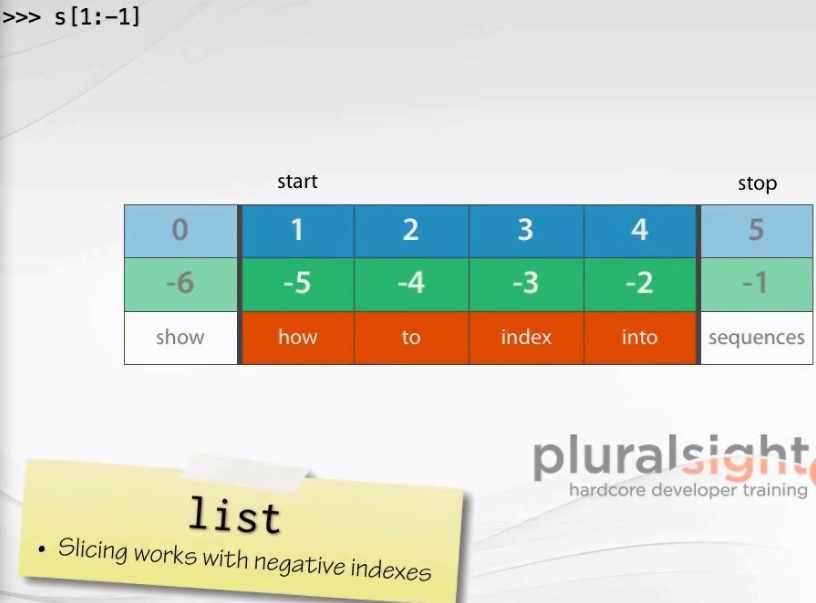 >>> s[1:-1]
start stop
0 1 2 3 4 5
-6 -5 -4 -3 -2 -1
show how to index into sequences
pluralsight
hardcore developer training
list
• Slicing works with negative indexes